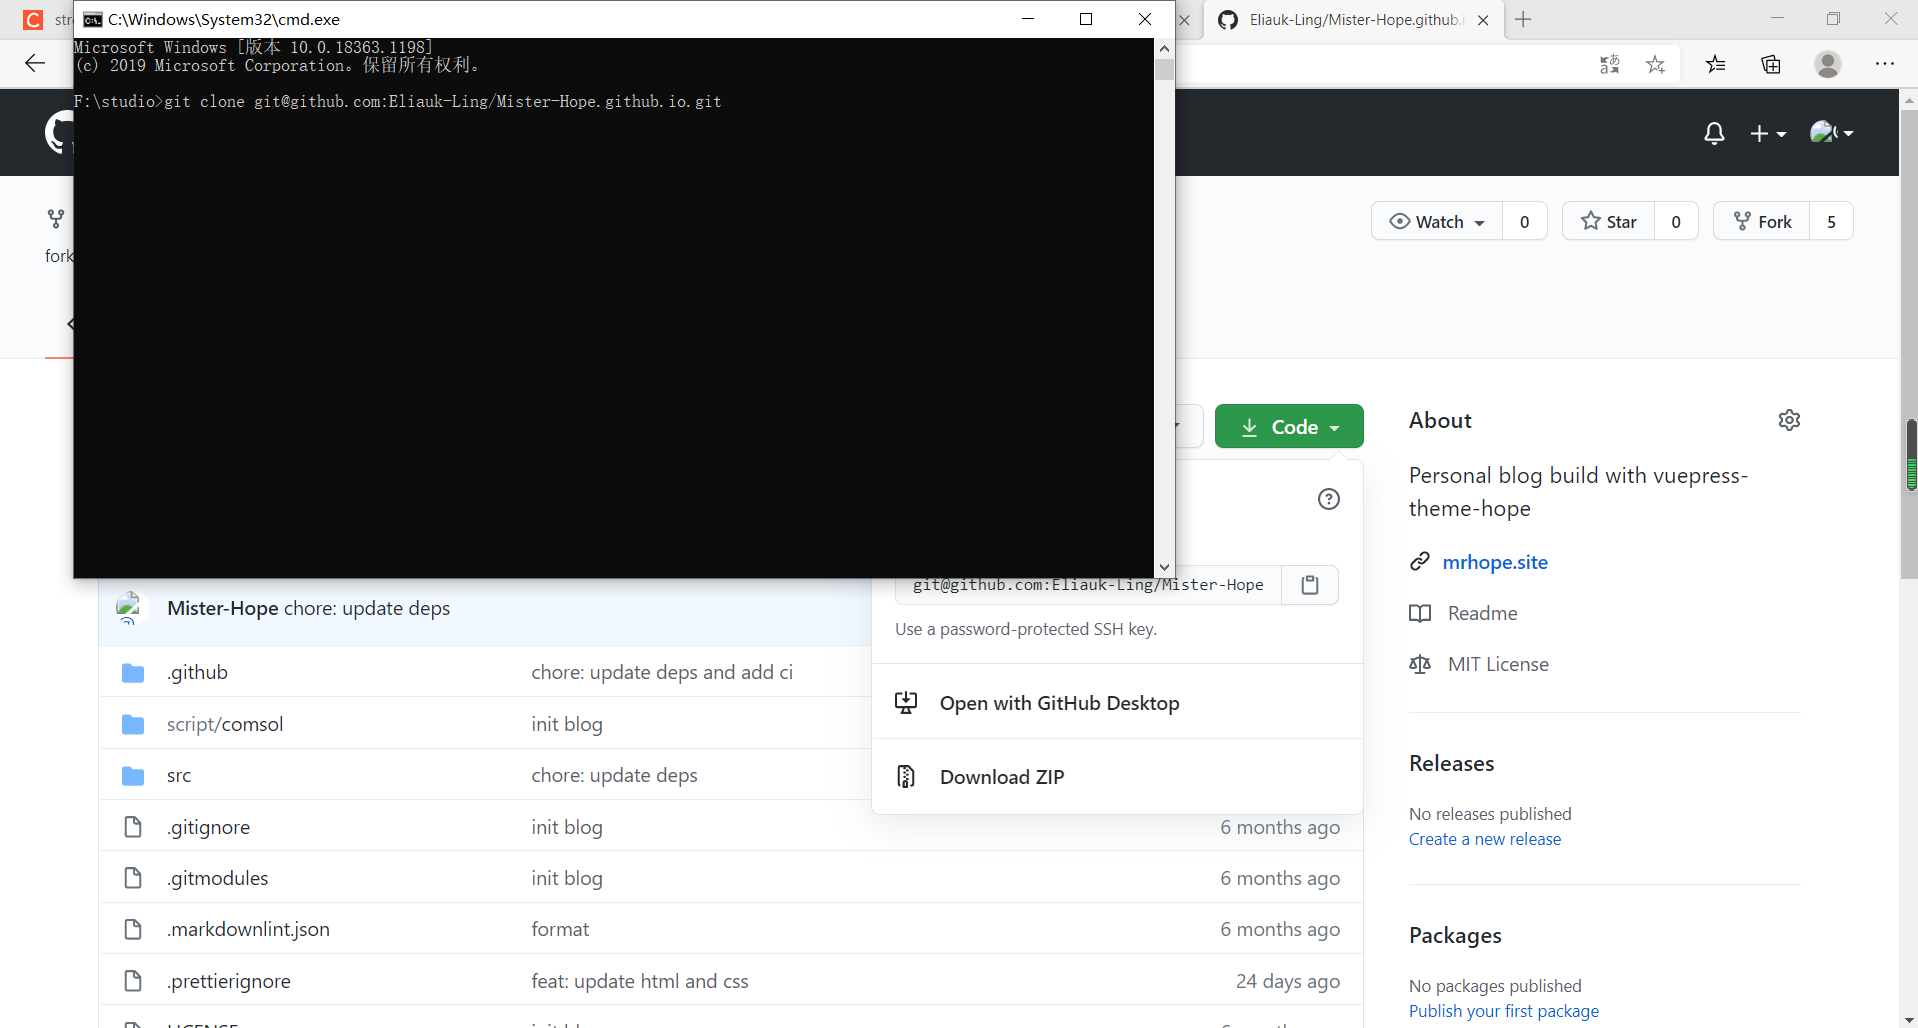 C:\Windows\System32\cmd.exe
Eliauk-Ling/Mister-Hope.github.i
Microsoft Windows [版本 10.0.18363.1198]
(c) 2019 Microsoft Corporation。保留所有权利。
F:\studio>git clone git@github.com:Eliauk-Ling/Mister-Hope.github.io.git
Watch 0 Star 0 Fork 5
fork
Code
About
Personal blog build with vuepress-
theme-hope
mrhope.site
Readme
MIT License
git@github.com:Eliauk-Ling/Mister-Hope
Use a password-protected SSH key.
Open with GitHub Desktop
Download ZIP
Mister-Hope chore: update deps
.github chore: update deps and add ci
script/comsol init blog
src chore: update deps
.gitignore init blog 6 months ago
.gitmodules init blog 6 months ago
.markdownlint.json format 6 months ago
.prettierignore feat: update html and css 24 days ago
Releases
No releases published
Create a new release
Packages
No packages published
Publish your first package